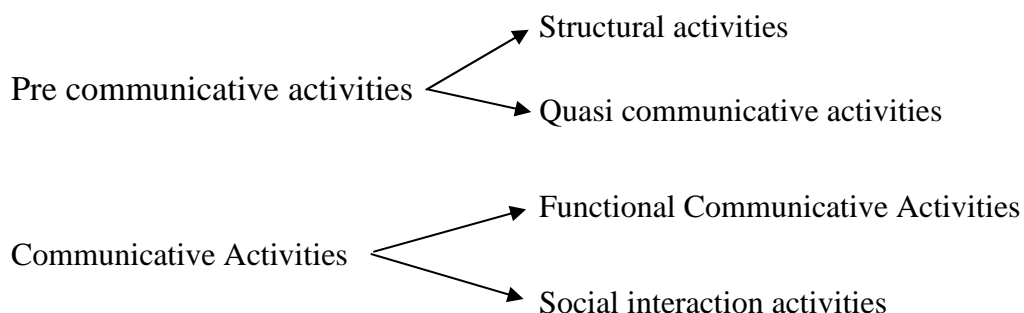 Structural activities
Pre communicative activities
Quasi communicative activities
Functional Communicative Activities
Communicative Activities
Social interaction activities